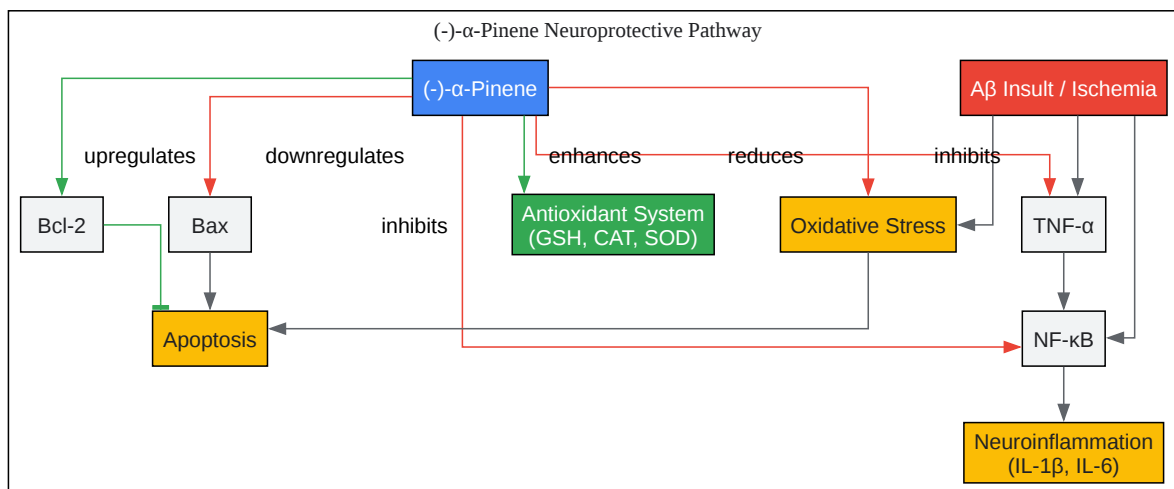 (-)-α-Pinene Neuroprotective Pathway
(-)-α-Pinene
Aβ Insult / Ischemia
upregulates
downregulates
enhances
reduces
inhibits
Bcl-2
Bax
inhibits
Antioxidant System
(GSH, CAT, SOD)
Oxidative Stress
TNF-α
Apoptosis
NF-κB
Neuroinflammation
(IL-1β, IL-6)